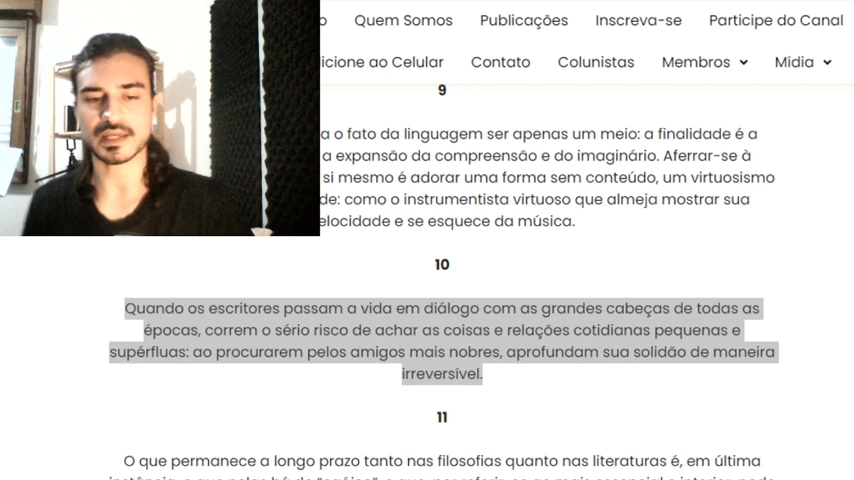 o Quem Somos Publicações Inscreva-se Participe do Canal
icione ao Celular Contato Colunistas Membros Mídia
9
a o fato da linguagem ser apenas um meio: a finalidade é a
a expansão da compreensão e do imaginário. Aferrar-se à
si mesmo é adorar uma forma sem conteúdo, um virtuosismo
de: como o instrumentista virtuoso que almeja mostrar sua
elocidade e se esquece da música.
10
Quando os escritores passam a vida em diálogo com as grandes cabeças de todas as
épocas, correm o sério risco de achar as coisas e relações cotidianas pequenas e
supérfluas: ao procurarem pelos amigos mais nobres, aprofundam sua solidão de maneira
irreversível.
11
O que permanece a longo prazo tanto nas filosofias quanto nas literaturas é, em última